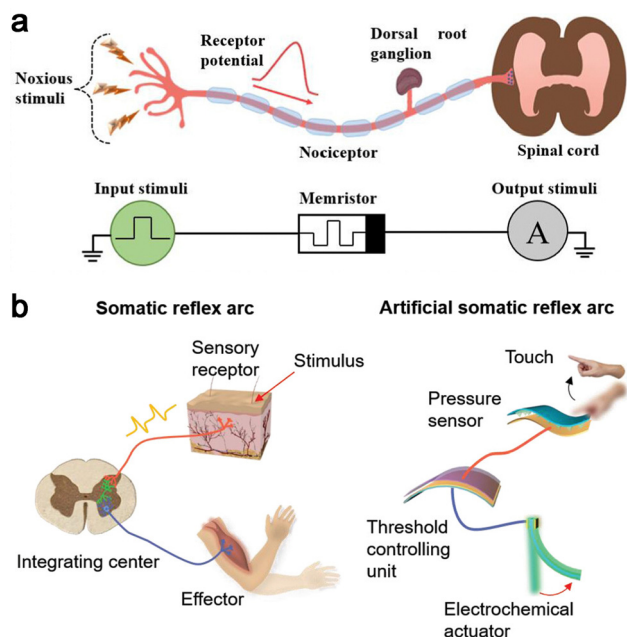 a
Receptor
potential
Dorsal root
ganglion
Noxious
stimuli
Nociceptor
Spinal cord
Input stimuli
Memristor
Output stimuli
A
b
Somatic reflex arc
Artificial somatic reflex arc
Sensory
receptor
Stimulus
Touch
Pressure
sensor
Integrating center
Effector
Threshold
controlling
unit
Electrochemical
actuator